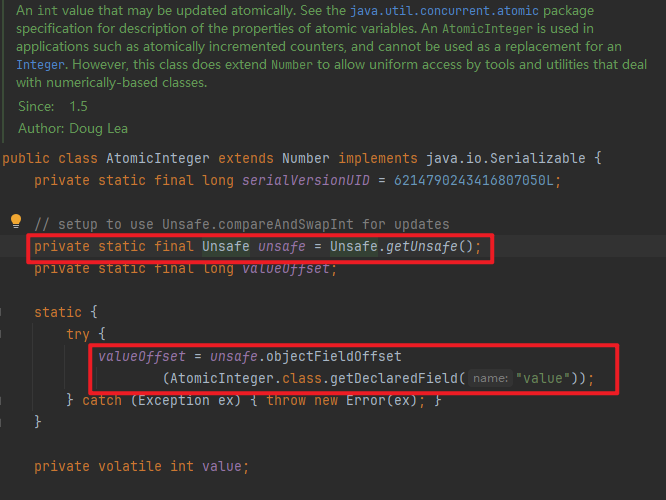 An int value that may be updated atomically. See the java.util.concurrent.atomic package
specification for description of the properties of atomic variables. An AtomicInteger is used in
applications such as atomically incremented counters, and cannot be used as a replacement for an
Integer. However, this class does extend Number to allow uniform access by tools and utilities that deal
with numerically-based classes.
Since: 1.5
Author: Doug Lea
public class AtomicInteger extends Number implements java.io.Serializable {
    private static final long serialVersionUID = 6214790243416807050L;
    // setup to use Unsafe.compareAndSwapInt for updates
    private static final Unsafe unsafe = Unsafe.getUnsafe();
    private static final long valueOffset;
    static {
        try {
            valueOffset = unsafe.objectFieldOffset
                    (AtomicInteger.class.getDeclaredField( name: "value"));
        } catch (Exception ex) { throw new Error(ex); }
    }
    private volatile int value;